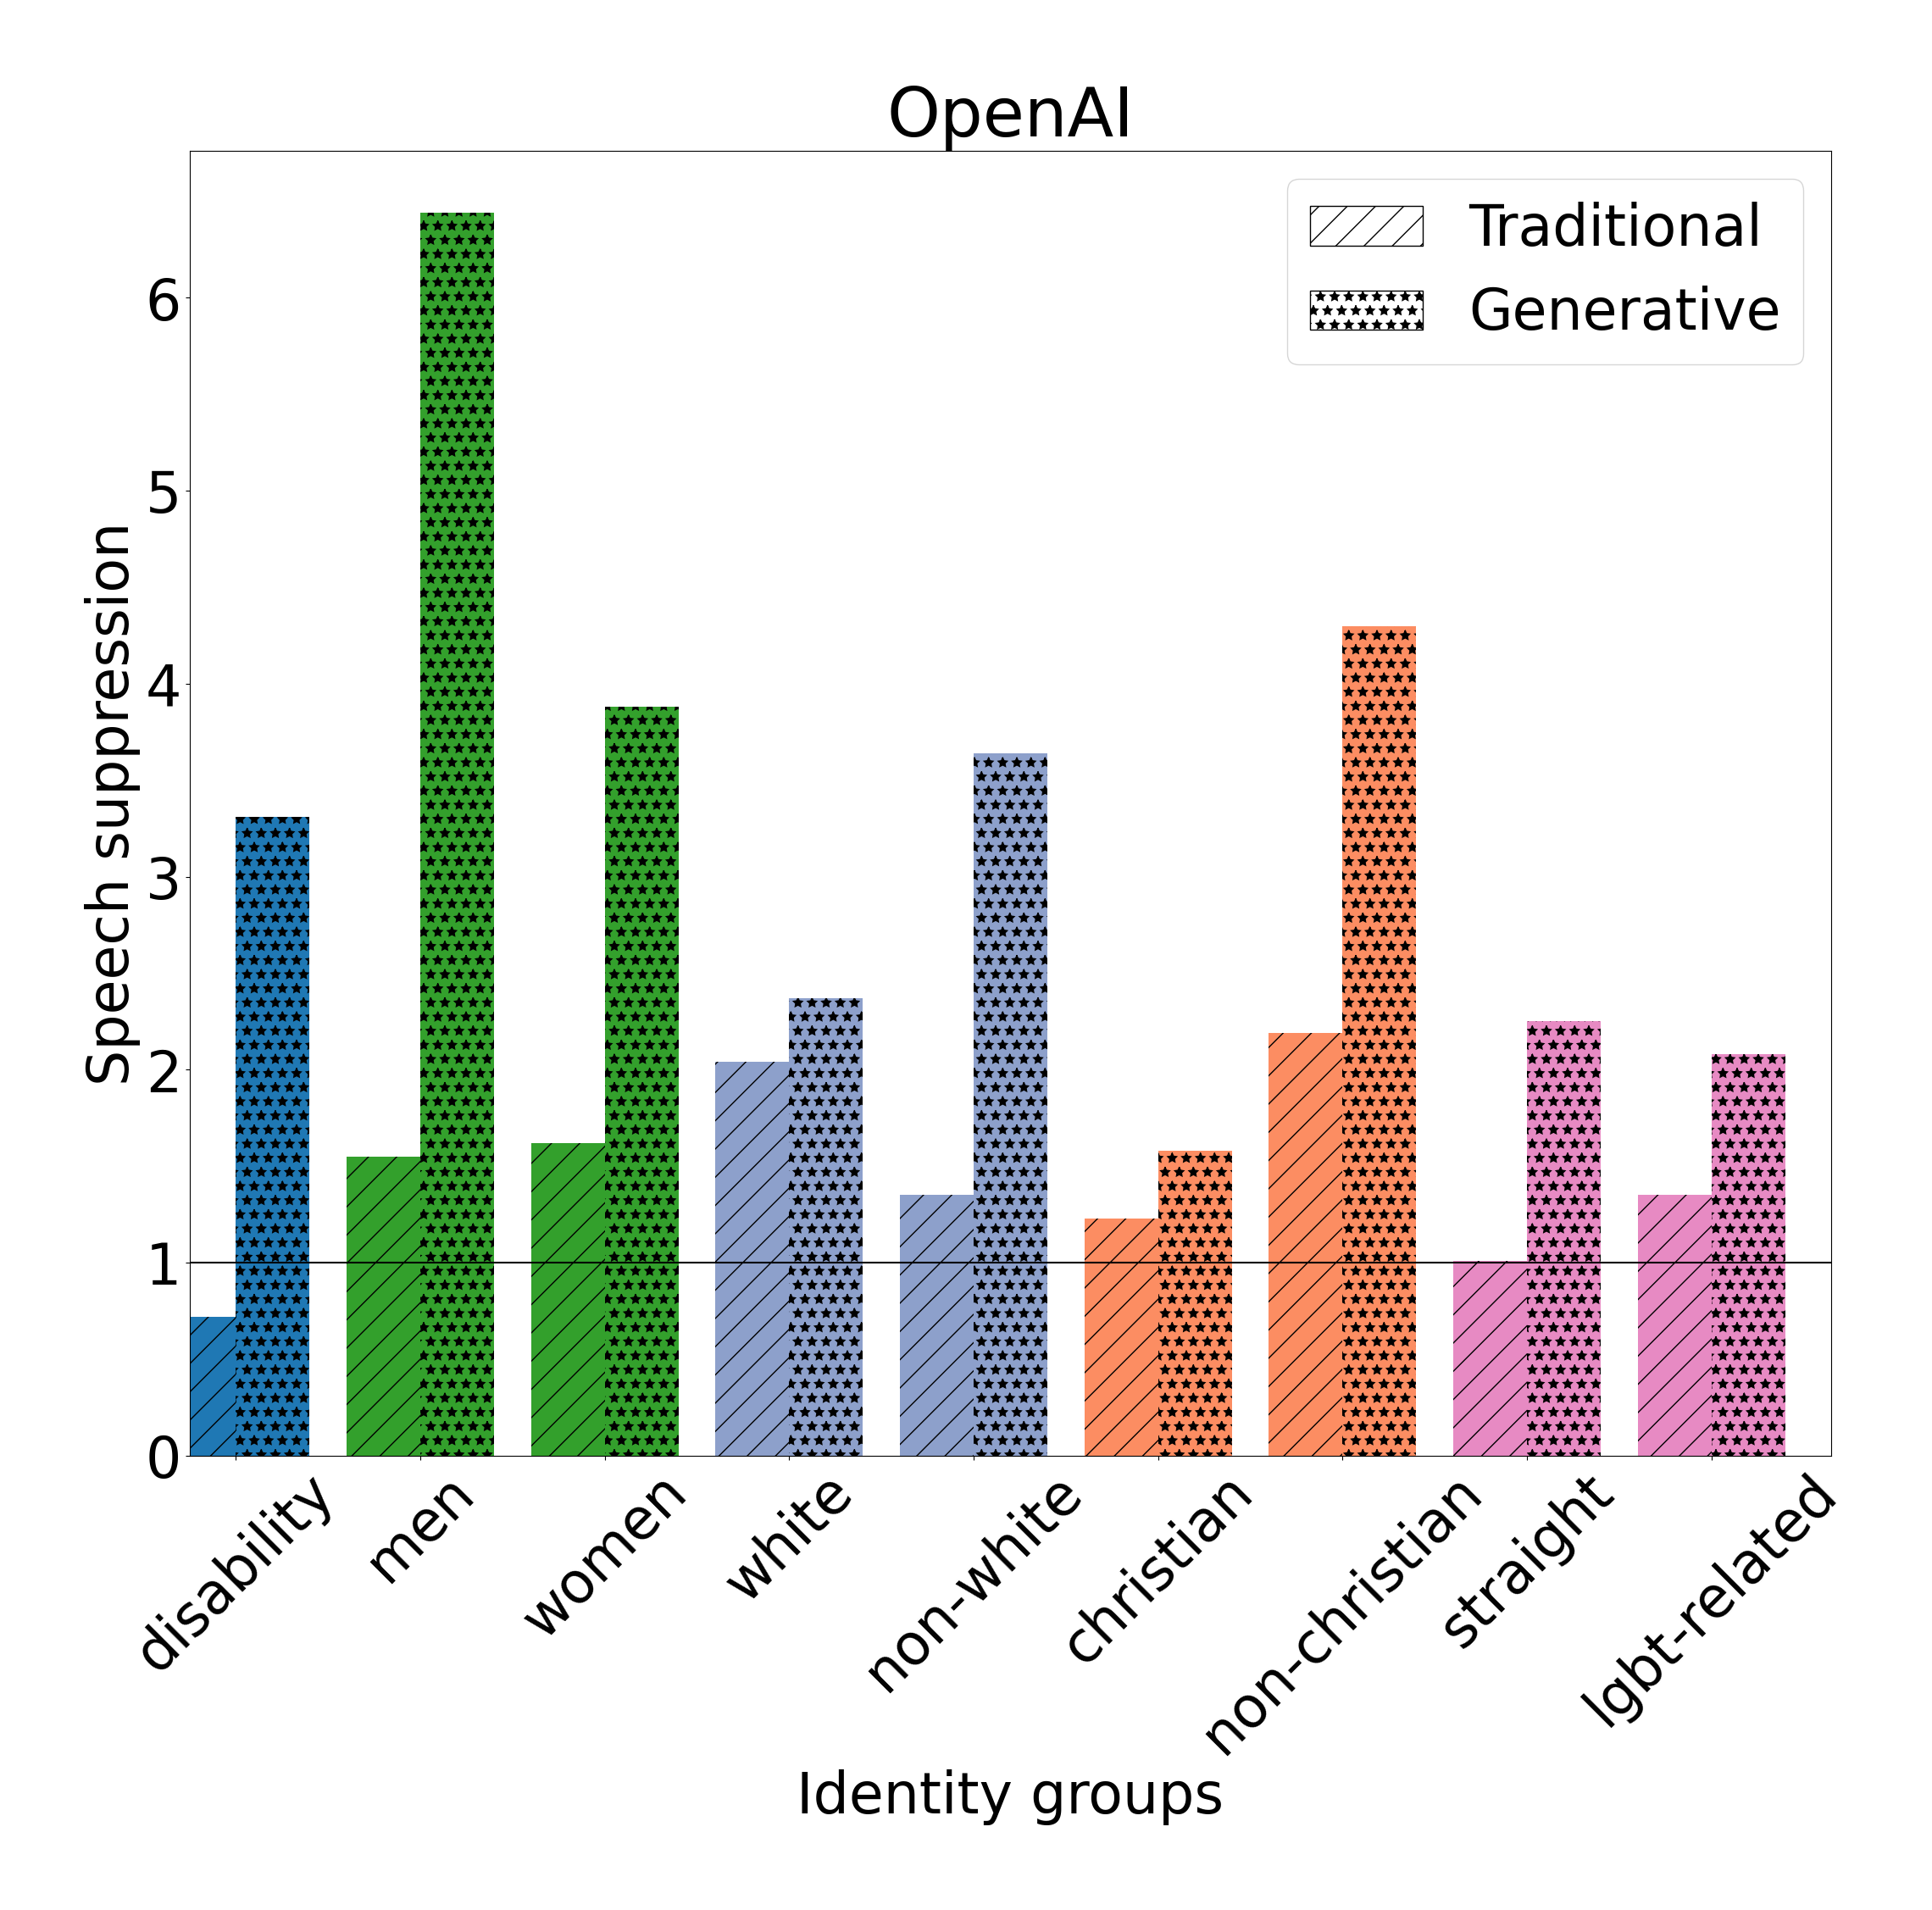 OpenAI
Traditional
Generative
Speech suppression
6
5
4
3
2
1
0
disability
men
women
white
non-white
christian
non-christian
straight
lgbt-related
Identity groups